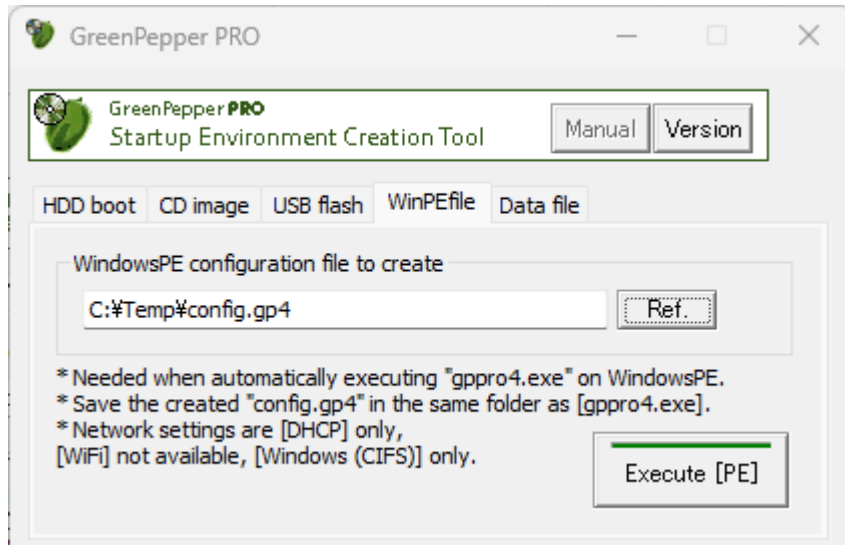 GreenPepper PRO
GreenPepper PRO
Startup Environment Creation Tool
Manual
Version
HDD boot
CD image
USB flash
WinPEfile
Data file
WindowsPE configuration file to create
C:¥Temp¥config.gp4
Ref.
* Needed when automatically executing "gppro4.exe" on WindowsPE.
* Save the created "config.gp4" in the same folder as [gppro4.exe].
* Network settings are [DHCP] only,
[WiFi] not available, [Windows (CIFS)] only.
Execute [PE]